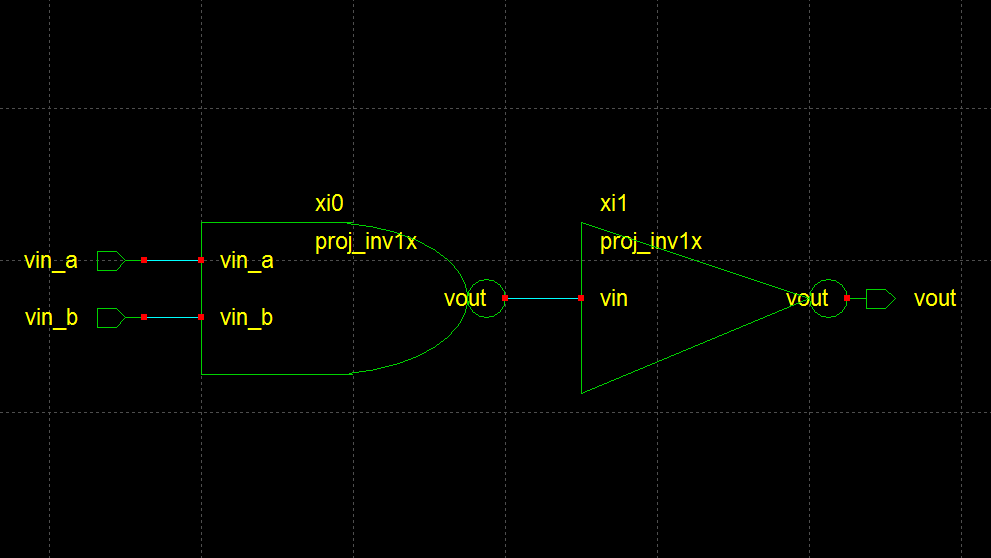 xi0
xi1
proj_inv1x
proj_inv1x
vin_a
vin_a
vout
vin
vout
vout
vin_b
vin_b